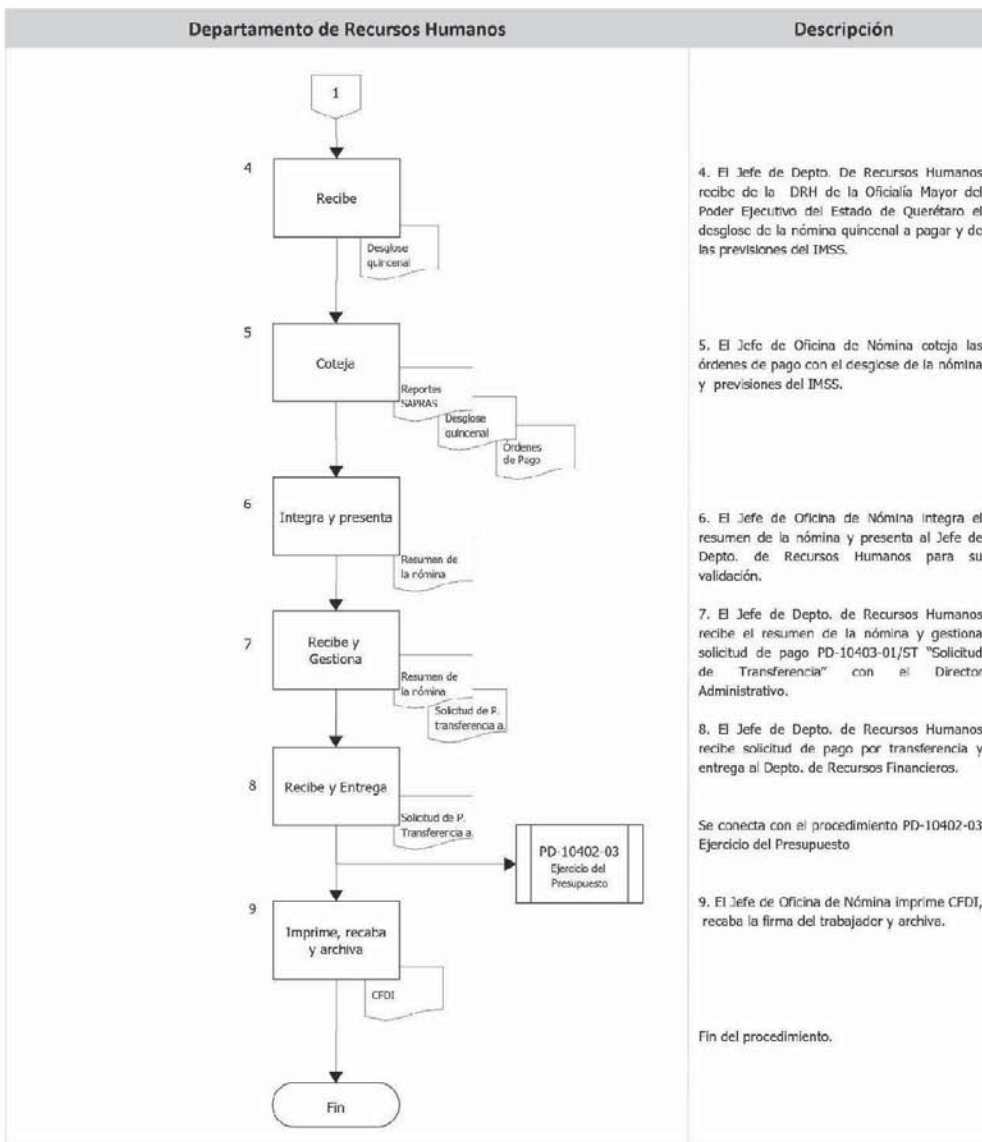 Departamento de Recursos Humanos
Descripción
1
4
Recibe
Desglose
quincenal
4. El Jefe de Depto. De Recursos Humanos
recibe de la DRH de la Oficialía Mayor del
Poder Ejecutivo del Estado de Querétaro el
desglose de la nómina quincenal a pagar y de
las previsiones del IMSS.
5
Coteja
Reportes
SAPRAS
Desglose
quincenal
Órdenes
de Pago
5. El Jefe de Oficina de Nómina coteja las
órdenes de pago con el desglose de la nómina
y previsiones del IMSS.
6
Integra y presenta
Resumen de
la nómina
6. El Jefe de Oficina de Nómina integra el
resumen de la nómina y presenta al Jefe de
Depto. de Recursos Humanos para su
validación.
7
Recibe y
Gestiona
Resumen de
la nómina
Solicitud de P.
transferencia a.
7. El Jefe de Depto. de Recursos Humanos
recibe el resumen de la nómina y gestiona
solicitud de pago PD-10403-01/ST "Solicitud
de Transferencia" con el Director
Administrativo.
8
Recibe y Entrega
Solicitud de P.
Transferencia a.
8. El Jefe de Depto. de Recursos Humanos
recibe solicitud de pago por transferencia y
entrega al Depto. de Recursos Financieros.
PD-10402-03
Ejercicio del
Presupuesto
Se conecta con el procedimiento PD-10402-03
Ejercicio del Presupuesto
9
Imprime, recaba
y archiva
CFDI
9. El Jefe de Oficina de Nómina imprime CFDI,
recaba la firma del trabajador y archiva.
Fin del procedimiento.
Fin